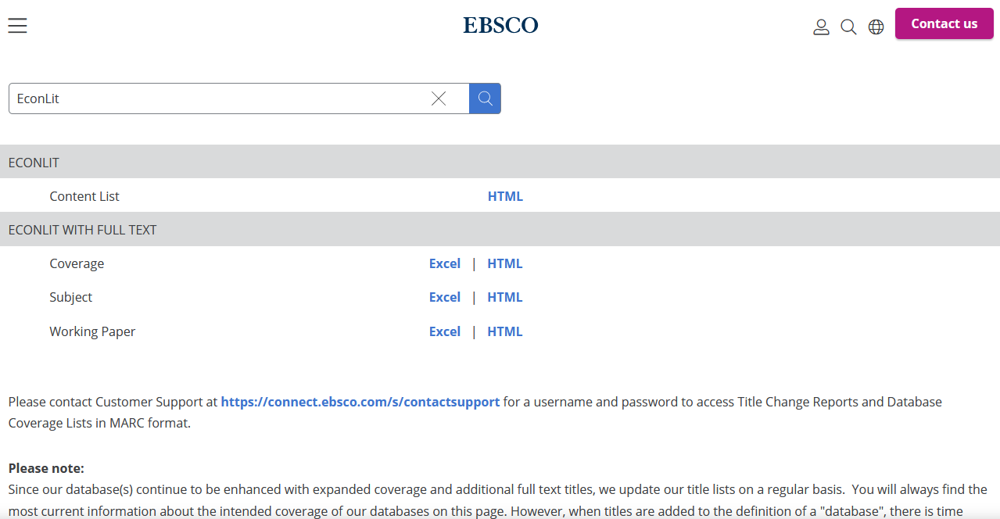 EBSCO
Contact us
EconLit
ECONLIT
Content List HTML
ECONLIT WITH FULL TEXT
Coverage Excel | HTML
Subject Excel | HTML
Working Paper Excel | HTML
Please contact Customer Support at https://connect.ebsco.com/s/contactsupport for a username and password to access Title Change Reports and Database
Coverage Lists in MARC format.
Please note:
Since our database(s) continue to be enhanced with expanded coverage and additional full text titles, we update our title lists on a regular basis.  You will always find the
most current information about the intended coverage of our databases on this page. However, when titles are added to the definition of a "database", there is time